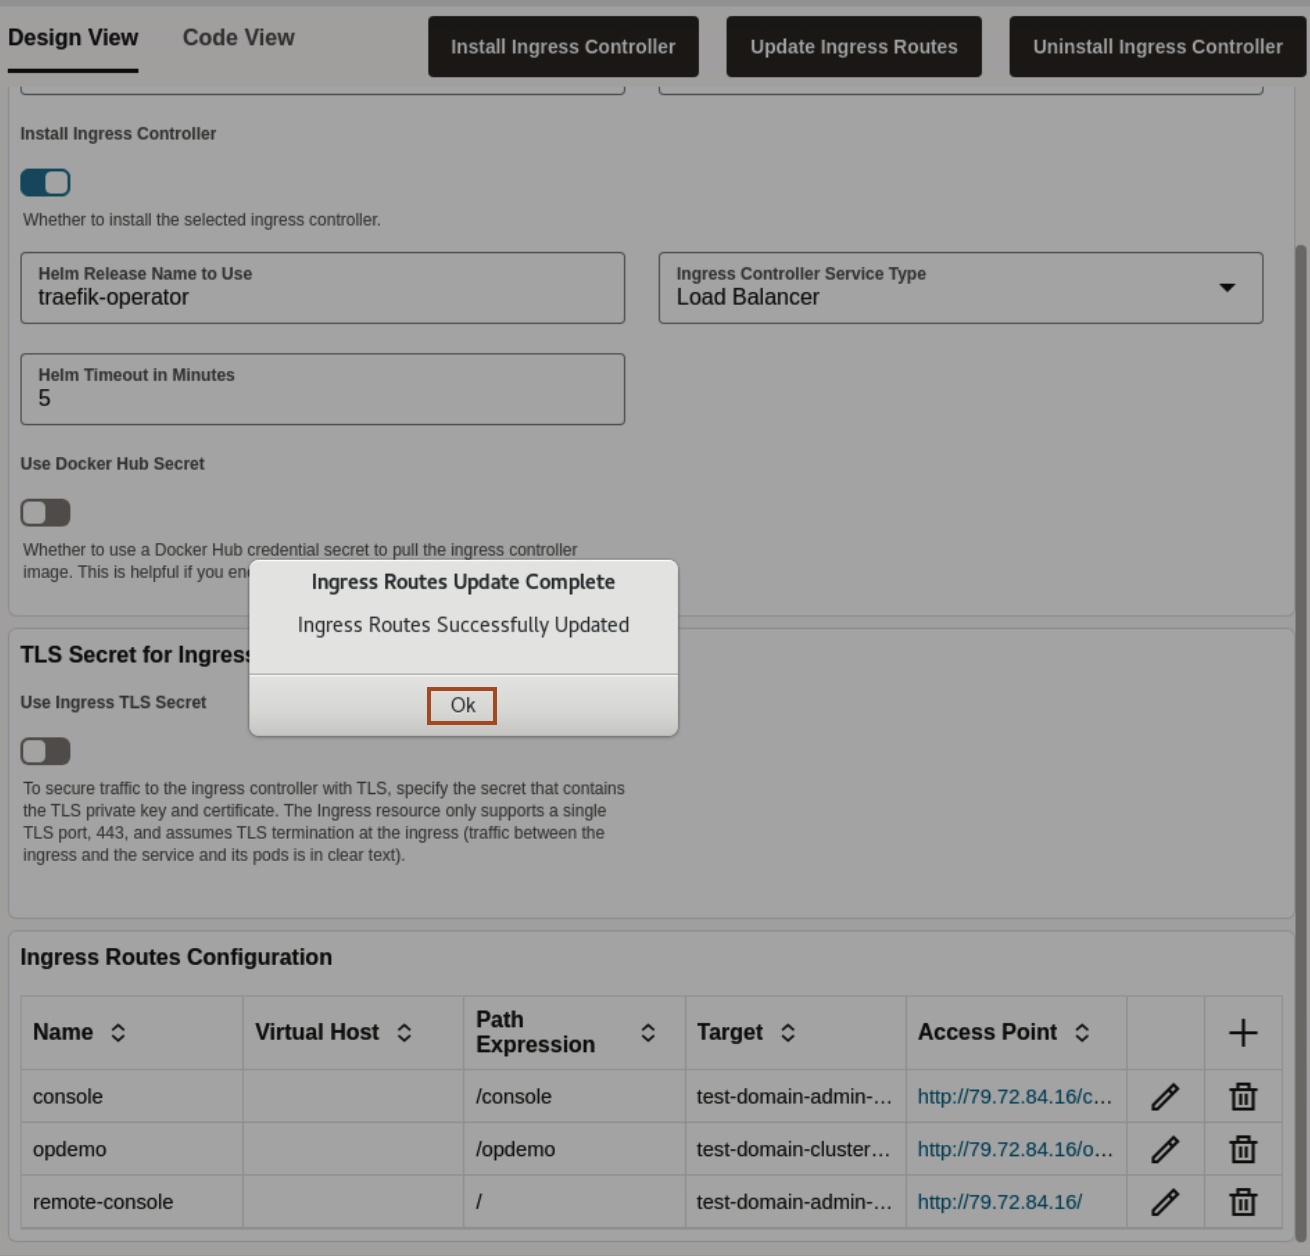 Design View
Code View
Install Ingress Controller
Update Ingress Routes
Uninstall Ingress Controller
Install Ingress Controller
Whether to install the selected ingress controller.
Helm Release Name to Use
traefik-operator
Ingress Controller Service Type
Load Balancer
Helm Timeout in Minutes
5
Use Docker Hub Secret
Whether to use a Docker Hub credential secret to pull the ingress controller
image. This is helpful if you
Ingress Routes Update Complete
Ingress Routes Successfully Updated
Ok
TLS Secret for Ingress
Use Ingress TLS Secret
To secure traffic to the ingress controller with TLS, specify the secret that contains
the TLS private key and certificate. The Ingress resource only supports a single
TLS port, 443, and assumes TLS termination at the ingress (traffic between the
ingress and the service and its pods is in clear text).
Ingress Routes Configuration
Name
Virtual Host
Path
Expression
Target
Access Point
console
/console
test-domain-admin-...
http://79.72.84.16/c...
opdemo
/opdemo
test-domain-cluster...
http://79.72.84.16/o...
remote-console
/
test-domain-admin-...
http://79.72.84.16/